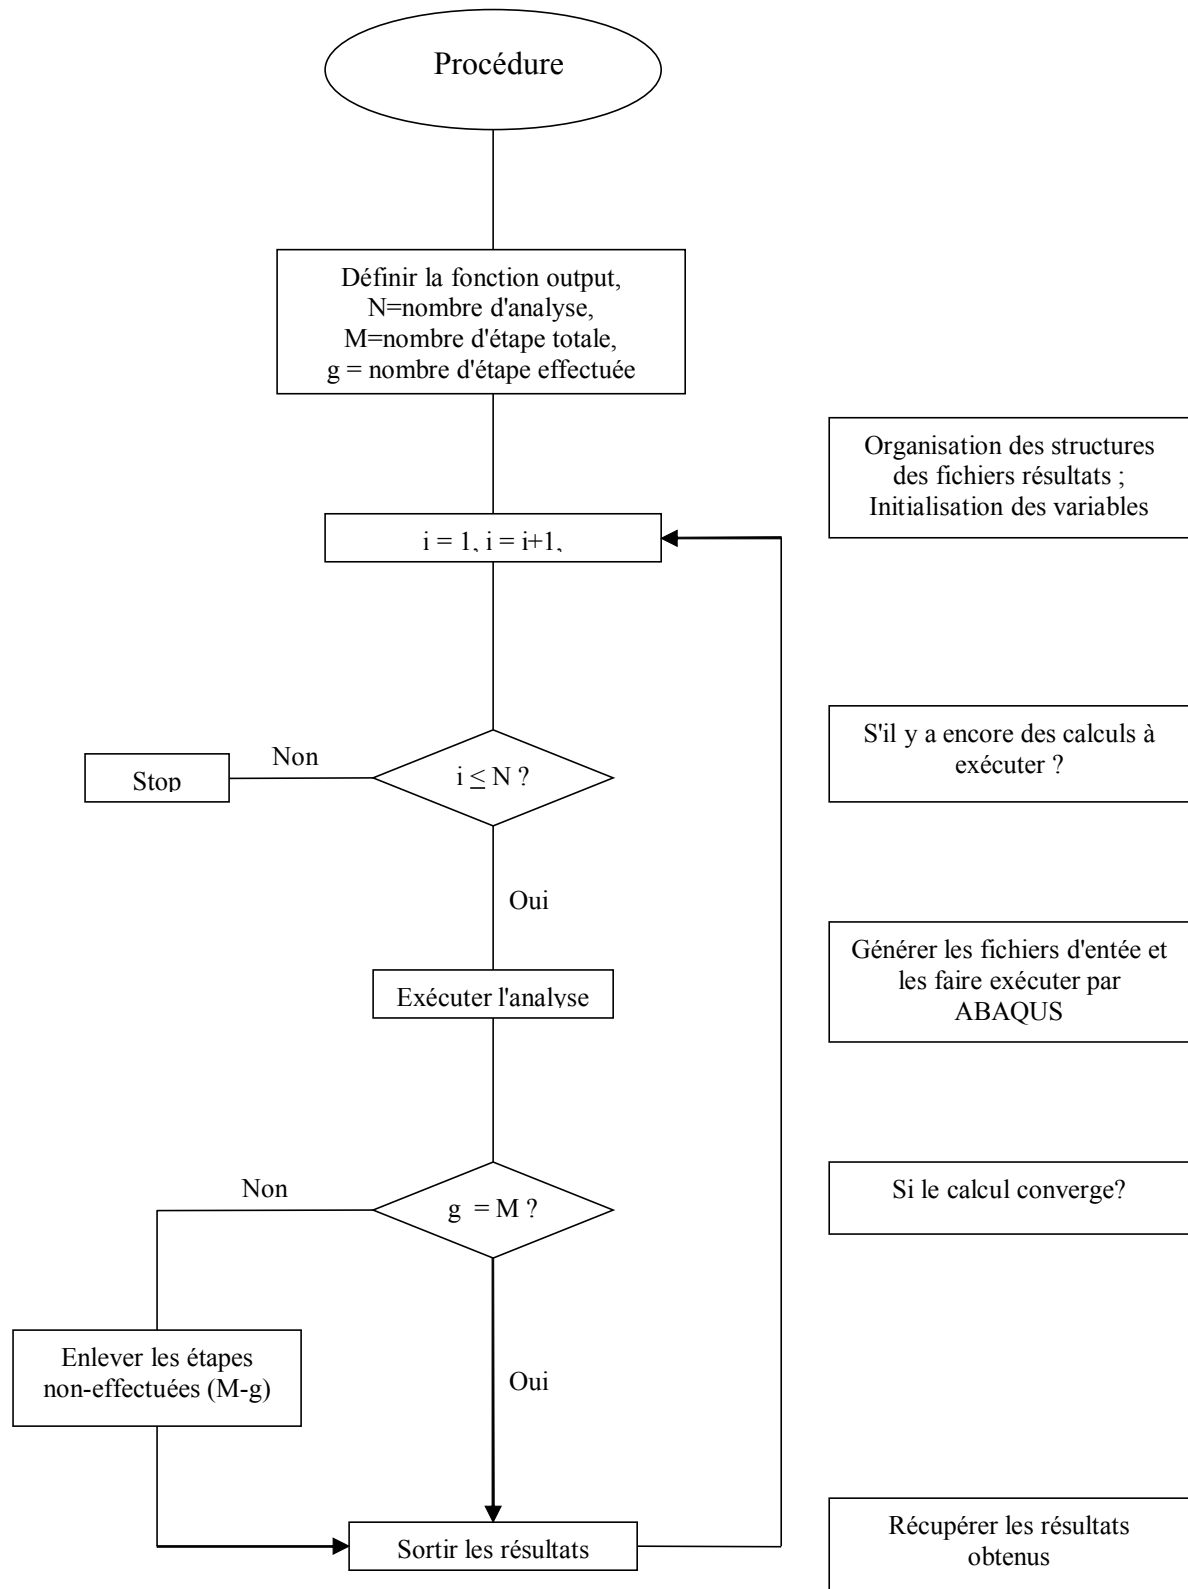 Procédure
Définir la fonction output,
N=nombre d'analyse,
M=nombre d'étape totale,
g = nombre d'étape effectuée
Organisation des structures
des fichiers résultats ;
Initialisation des variables
i = 1, i = i+1,
S'il y a encore des calculs à
exécuter ?
Non
Stop
i ≤ N ?
Oui
Générer les fichiers d'entée et
les faire exécuter par
ABAQUS
Exécuter l'analyse
Non
g = M ?
Si le calcul converge?
Enlever les étapes
non-effectuées (M-g)
Oui
Sortir les résultats
Récupérer les résultats
obtenus